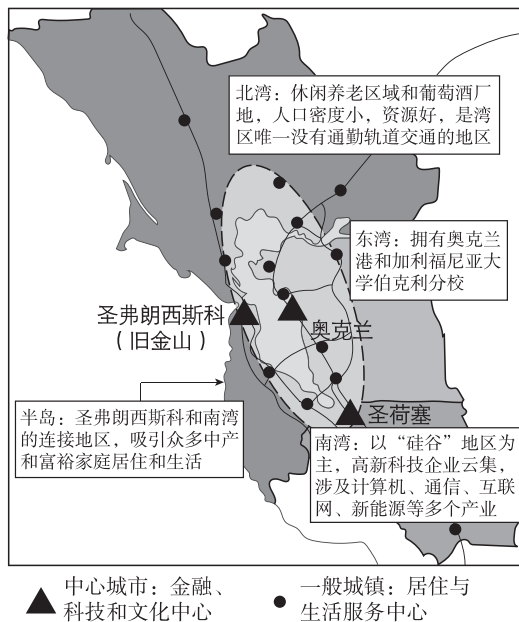 北湾：休闲养老区域和葡萄酒厂
地，人口密度小，资源好，是湾
区唯一没有通勤轨道交通的地区
东湾：拥有奥克兰
港和加利福尼亚大
学伯克利分校
圣弗朗西斯科
（旧金山）
奥克兰
圣荷塞
半岛：圣弗朗西斯科和南湾
的连接地区，吸引众多中产
和富裕家庭居住和生活
南湾：以“硅谷”地区为
主，高新科技企业云集，
涉及计算机、通信、互联
网、新能源等多个产业
中心城市：金融、
科技和文化中心
一般城镇：居住与
生活服务中心